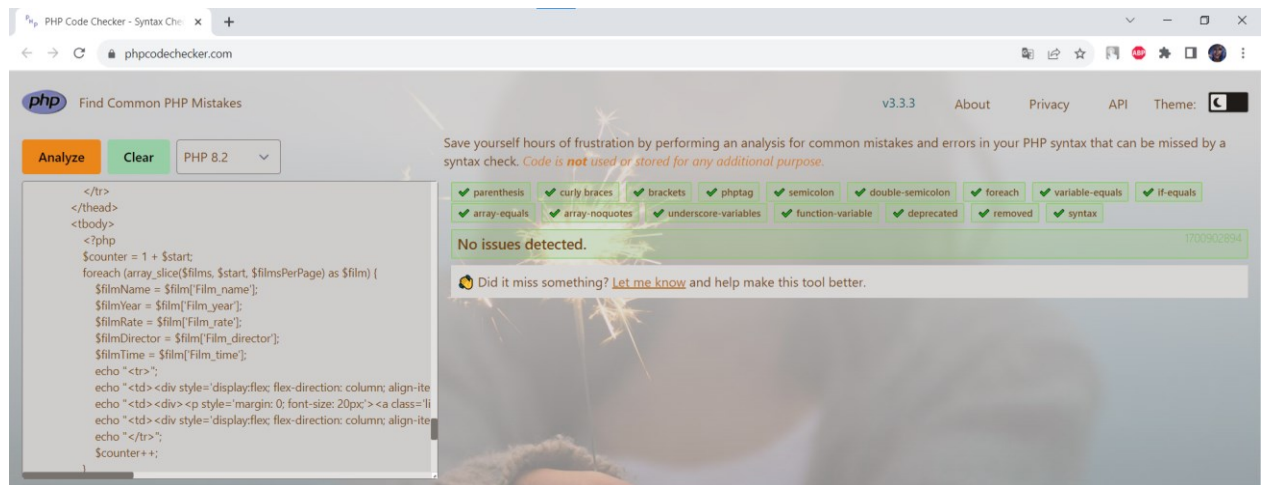 PHP PHP Code Checker - Syntax Che
phpcodechecker.com
ABP
php Find Common PHP Mistakes
v3.3.3 About Privacy API Theme:
Analyze Clear PHP 8.2
Save yourself hours of frustration by performing an analysis for common mistakes and errors in your PHP syntax that can be missed by a
syntax check. Code is not used or stored for any additional purpose.
parenthesis curly braces brackets phptag semicolon double-semicolon foreach variable-equals if-equals
array-equals array-noquotes underscore-variables function-variable deprecated removed syntax
No issues detected. 1700902894
Did it miss something? Let me know and help make this tool better.
</tr>
</thead>
<tbody>
<?php
$counter = 1 + $start;
foreach (array_slice($films, $start, $filmsPerPage) as $film) {
$filmName = $film['Film_name'];
$filmYear = $film['Film_year'];
$filmRate = $film['Film_rate'];
$filmDirector = $film['Film_director'];
$filmTime = $film['Film_time'];
echo "<tr>";
echo "<td><div style='display:flex; flex-direction: column; align-ite
echo "<td><div><p style='margin: 0; font-size: 20px;'><a class='li
echo "<td><div style='display:flex; flex-direction: column; align-ite
echo "</tr>";
$counter++;
}